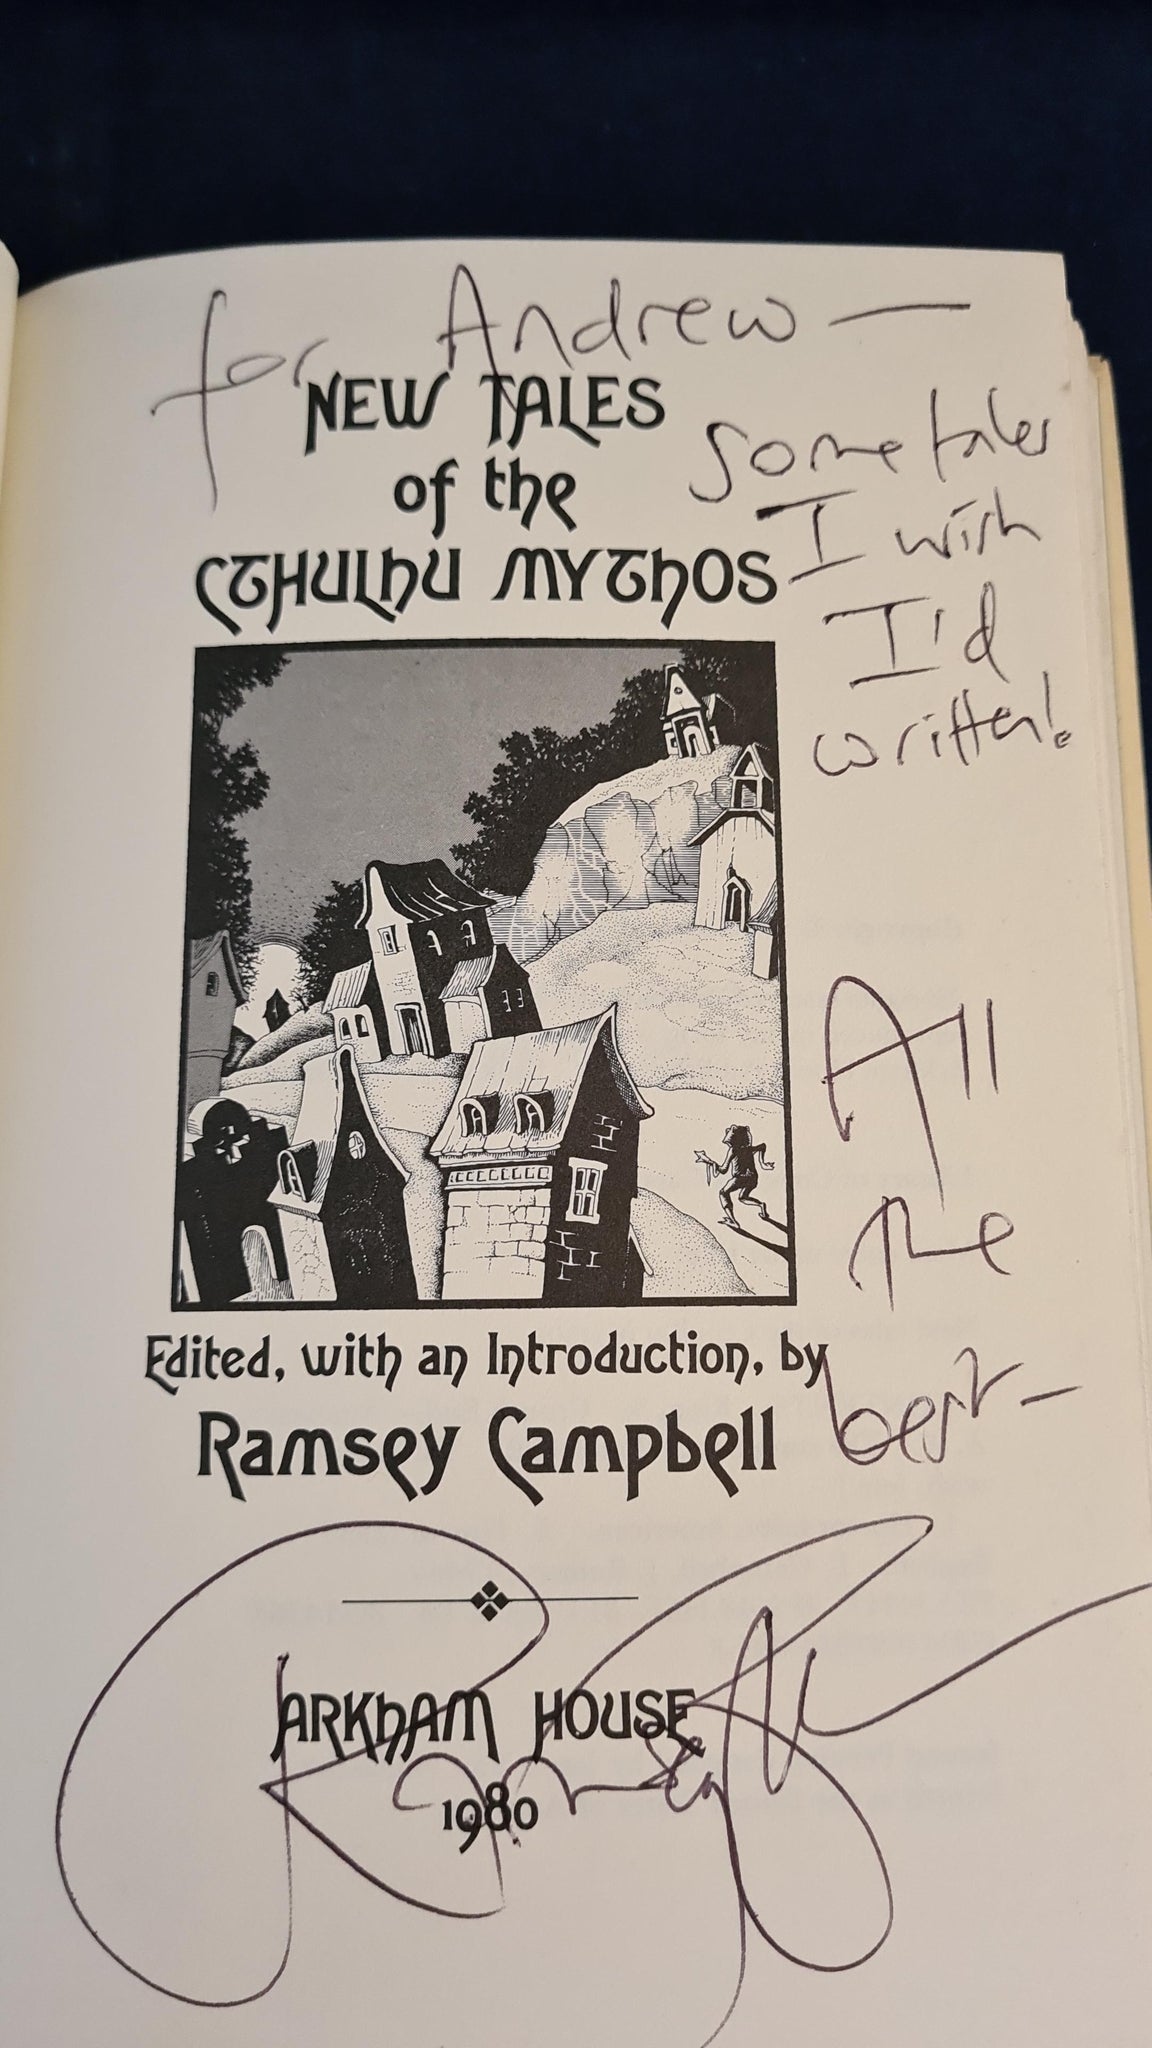 for Andrew —
NEW TALES
of the
CTHULHU MYTHOS
some tales
I wish
I'd
written!
All
the
best —
Edited, with an Introduction, by
Ramsey Campbell
ARKHAM HOUSE
1980
Ramsey